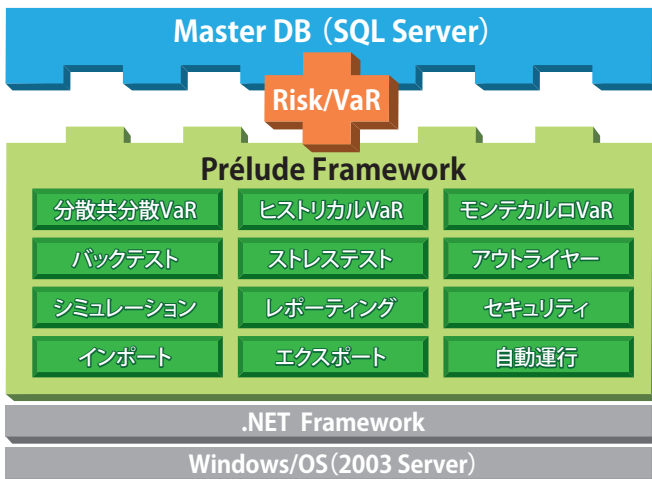 Master DB（SQL Server）
Risk/VaR
Prélude Framework
分散共分散VaR ヒストリカルVaR モンテカルロVaR
バックテスト ストレステスト アウトライヤー
シミュレーション レポーティング セキュリティ
インポート エクスポート 自動運行
.NET Framework
Windows/OS（2003 Server）